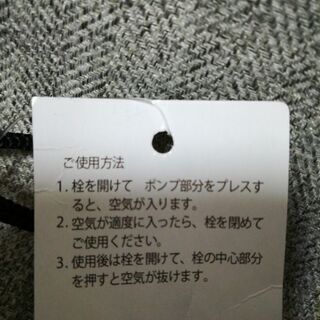 ご使用方法
1. 栓を開けて ポンプ部分をプレスす
ると、空気が入ります。
2. 空気が適度に入ったら、栓を閉めて
ご使用ください。
3. 使用後は栓を開けて、栓の中心部分
を押すと空気が抜けます。